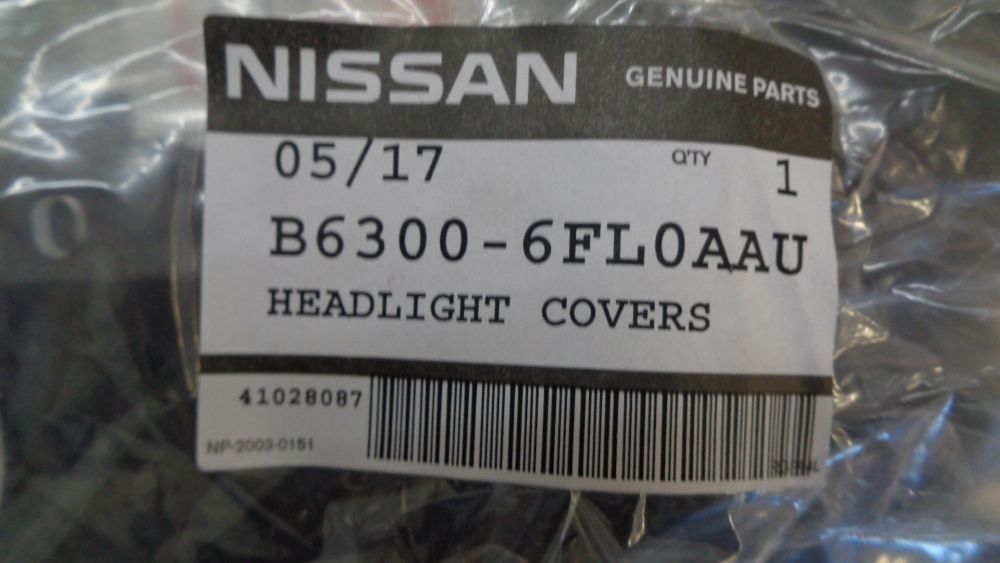 NISSAN GENUINE PARTS
05/17 Q'TY 1
B6300-6FL0AAU
HEADLIGHT COVERS
41028087
NP-2003-0151